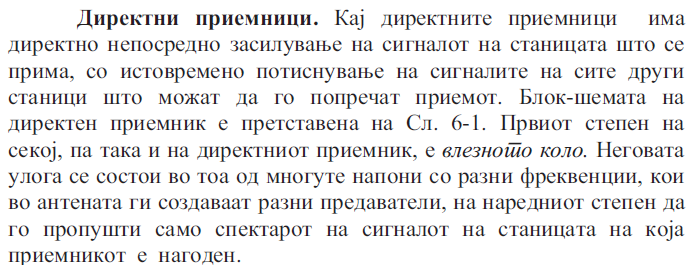 Директни приемници. Кај директните приемници има
директно непосредно засилување на сигналот на станицата што се
прима, со истовремено потиснување на сигналите на сите други
станици што можат да го попречат приемот. Блок-шемата на
директен приемник е претставена на Сл. 6-1. Првиот степен на
секој, па така и на директниот приемник, е влезното коло. Неговата
улога се состои во тоа од многуте напони со разни фреквенции, кои
во антената ги создаваат разни предаватели, на наредниот степен да
го пропушти само спектарот на сигналот на станицата на која
приемникот е нагоден.